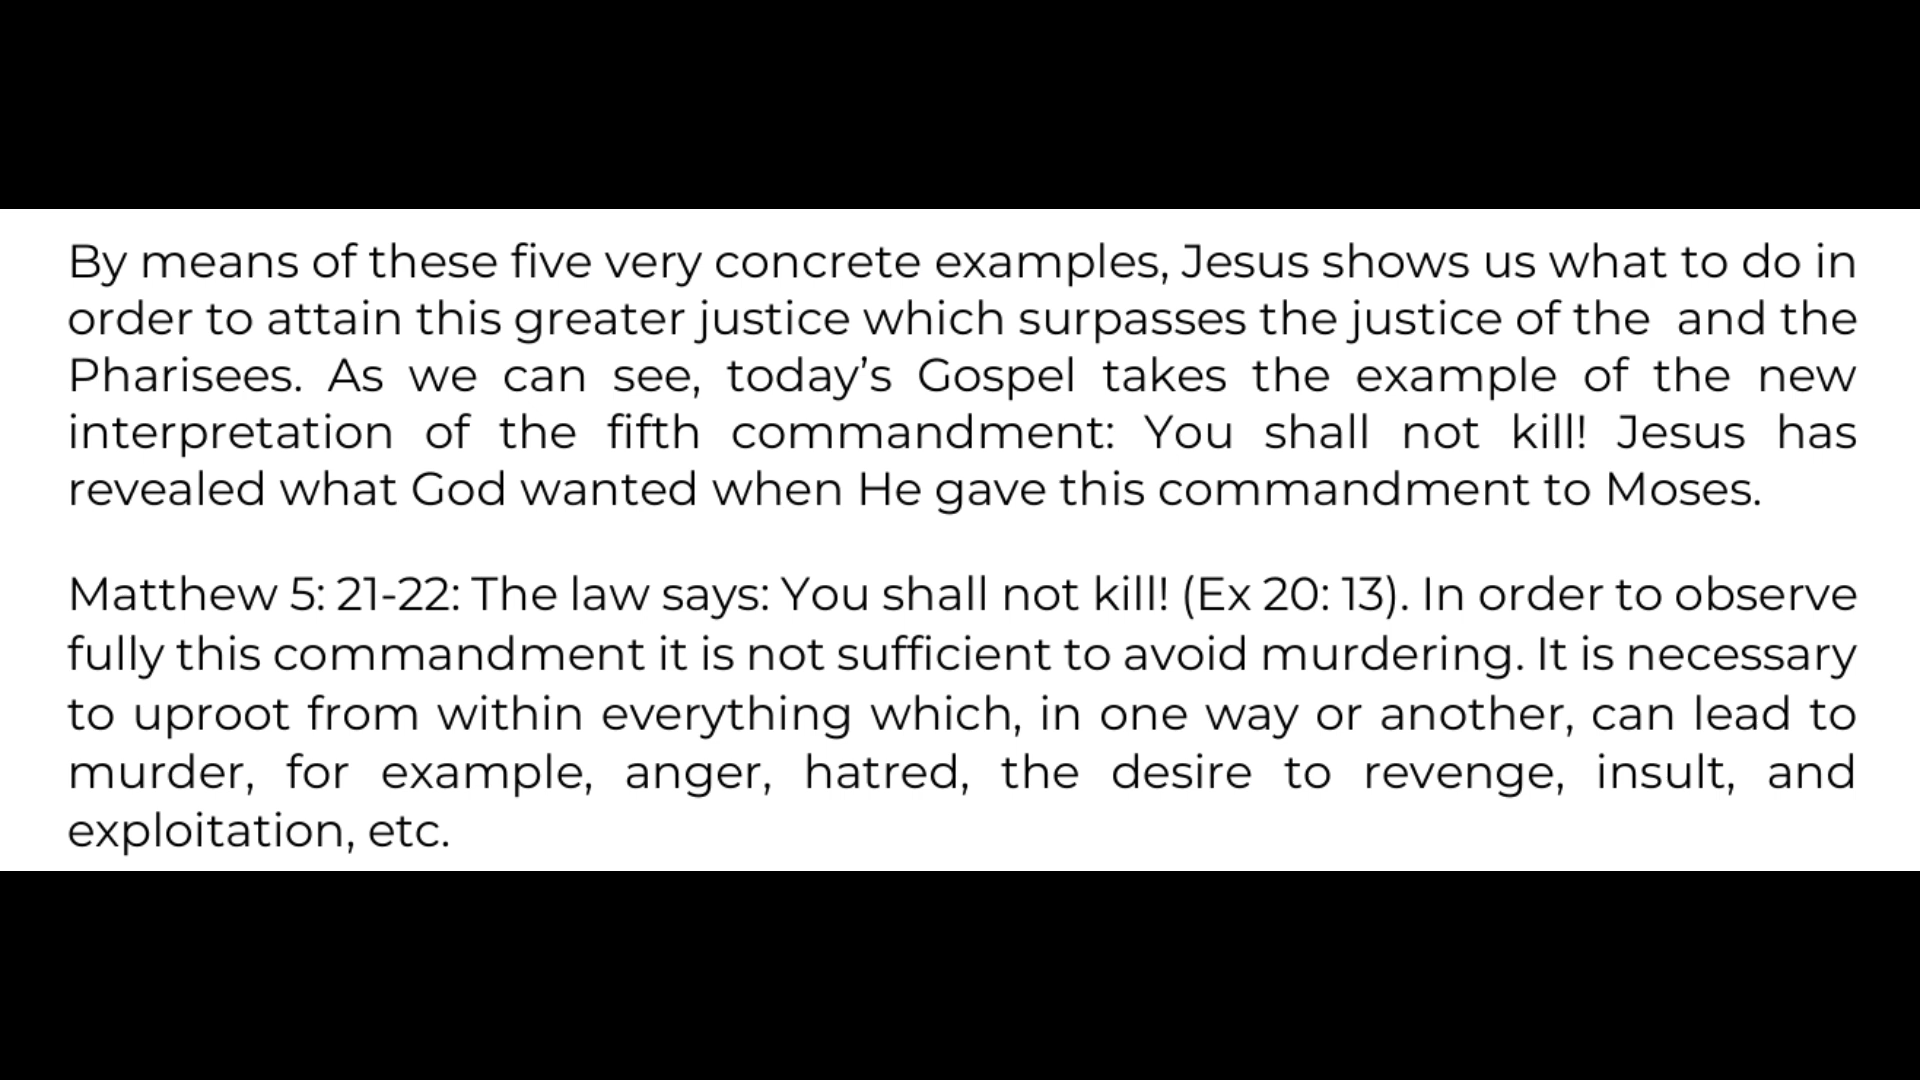 By means of these five very concrete examples, Jesus shows us what to do in
order to attain this greater justice which surpasses the justice of the  and the
Pharisees. As we can see, today’s Gospel takes the example of the new
interpretation of the fifth commandment: You shall not kill! Jesus has
revealed what God wanted when He gave this commandment to Moses.
Matthew 5: 21-22: The law says: You shall not kill! (Ex 20: 13). In order to observe
fully this commandment it is not sufficient to avoid murdering. It is necessary
to uproot from within everything which, in one way or another, can lead to
murder, for example, anger, hatred, the desire to revenge, insult, and
exploitation, etc.